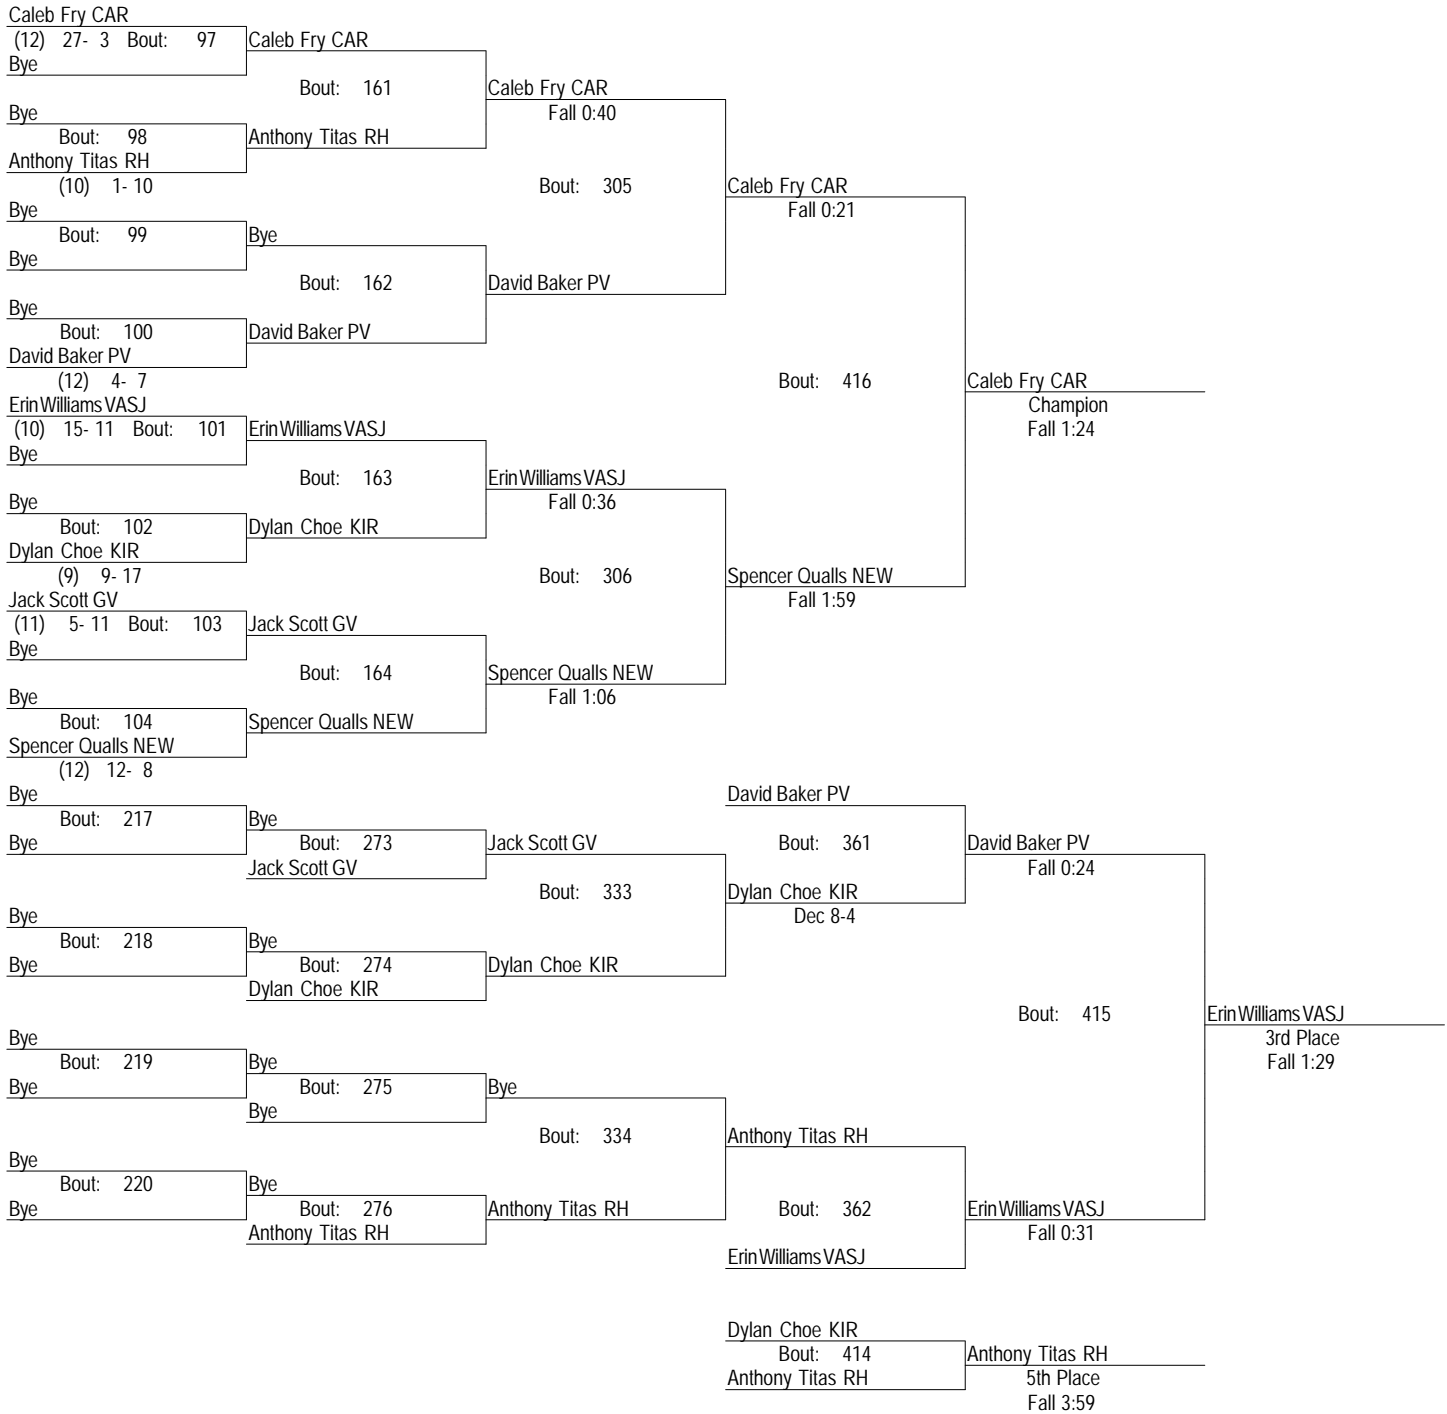 Caleb Fry CAR
(12) 27- 3 Bout: 97 Caleb Fry CAR
Bye
Bout: 161 Caleb Fry CAR
Bye Fall 0:40
Bout: 98 Anthony Titas RH
Anthony Titas RH
(10) 1- 10 Bout: 305 Caleb Fry CAR
Bye Fall 0:21
Bout: 99 Bye
Bye
Bout: 162 David Baker PV
Bye
Bout: 100 David Baker PV
David Baker PV
(12) 4- 7 Bout: 416 Caleb Fry CAR
Erin Williams VASJ Champion
(10) 15- 11 Bout: 101 Erin Williams VASJ Fall 1:24
Bye
Bout: 163 Erin Williams VASJ
Bye Fall 0:36
Bout: 102 Dylan Choe KIR
Dylan Choe KIR
(9) 9- 17 Bout: 306 Spencer Qualls NEW
Jack Scott GV Fall 1:59
(11) 5- 11 Bout: 103 Jack Scott GV
Bye
Bout: 164 Spencer Qualls NEW
Bye Fall 1:06
Bout: 104 Spencer Qualls NEW
Spencer Qualls NEW
(12) 12- 8
Bye David Baker PV
Bout: 217 Bye
Bye Bout: 273 Jack Scott GV Bout: 361 David Baker PV
Jack Scott GV Fall 0:24
Bout: 333 Dylan Choe KIR
Bye Dec 8-4
Bout: 218 Bye
Bye Bout: 274 Dylan Choe KIR
Dylan Choe KIR
Bout: 415 Erin Williams VASJ
Bye 3rd Place
Bout: 219 Bye Fall 1:29
Bye Bout: 275 Bye
Bye
Bout: 334 Anthony Titas RH
Bye
Bout: 220 Bye
Bye Bout: 276 Anthony Titas RH Bout: 362 Erin Williams VASJ
Anthony Titas RH Fall 0:31
Erin Williams VASJ
Dylan Choe KIR
Bout: 414 Anthony Titas RH
Anthony Titas RH 5th Place
Fall 3:59